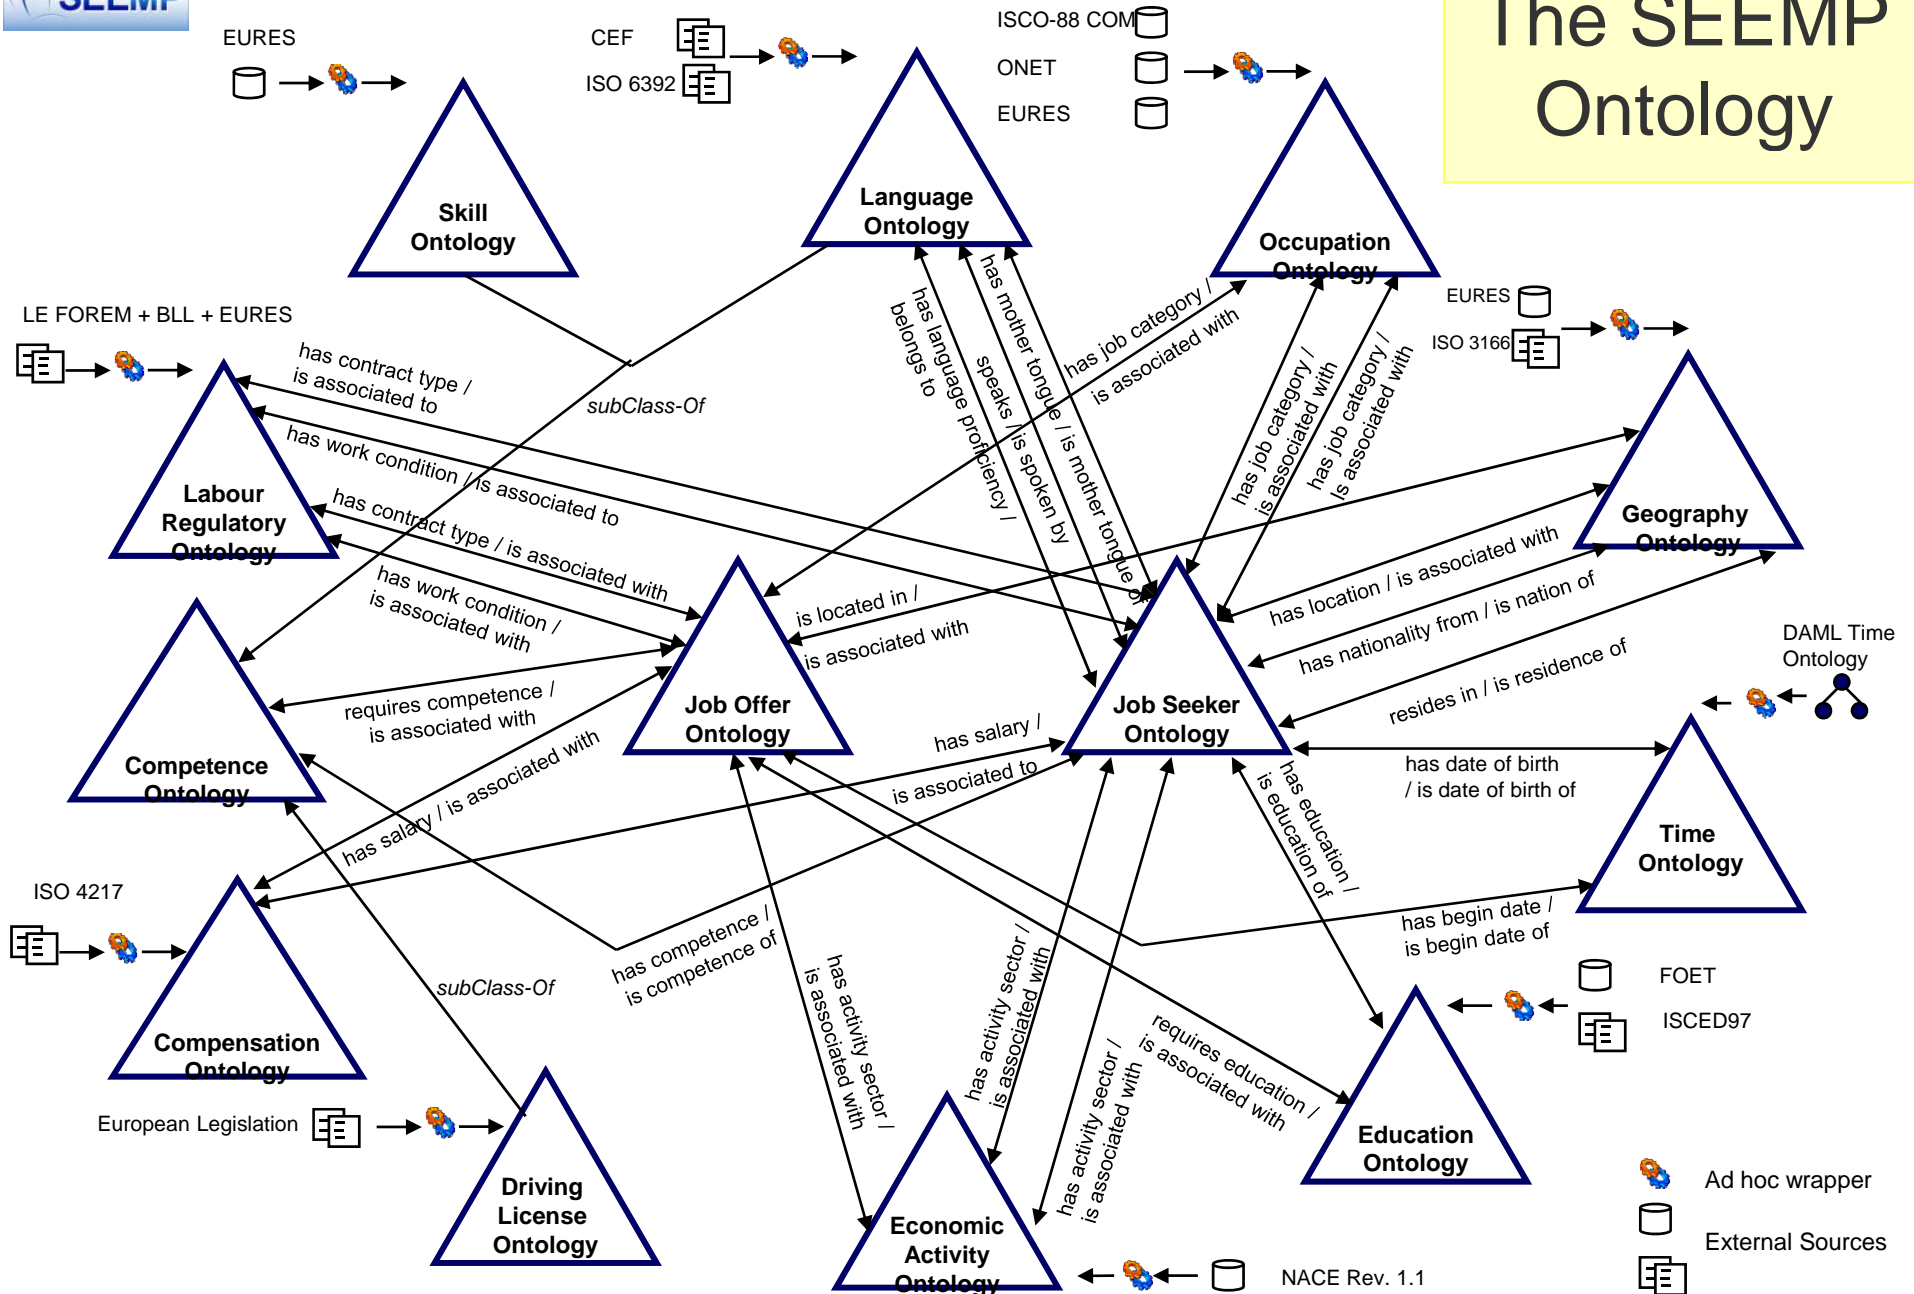 SEEMP
The SEEMP
Ontology
EURES
CEF
ISO 6392
ISCO-88 COM
ONET
EURES
Skill
Ontology
Language
Ontology
Occupation
Ontology
EURES
ISO 3166
LE FOREM + BLL + EURES
has contract type /
is associated to
subClass-Of
has work condition / is associated to
has language proficiency /
belongs to
speaks / is spoken by
has mother tongue / is mother tongue of
has job category /
is associated with
has job category /
is associated with
has job category /
Is associated with
Labour
Regulatory
Ontology
has contract type / is associated with
has work condition /
is associated with
Geography
Ontology
has location / is associated with
has nationality from / is nation of
resides in / is residence of
is located in /
is associated with
DAML Time
Ontology
requires competence /
is associated with
Job Offer
Ontology
Job Seeker
Ontology
has salary /
is associated to
has salary / is associated with
Competence
Ontology
has date of birth
/ is date of birth of
has education /
is education of
Time
Ontology
ISO 4217
has competence /
is competence of
has begin date /
is begin date of
subClass-Of
has activity sector /
is associated with
has activity sector /
is associated with
has activity sector /
is associated with
requires education /
is associated with
FOET
ISCED97
Compensation
Ontology
European Legislation
Driving
License
Ontology
Economic
Activity
Ontology
Education
Ontology
NACE Rev. 1.1
Ad hoc wrapper
External Sources